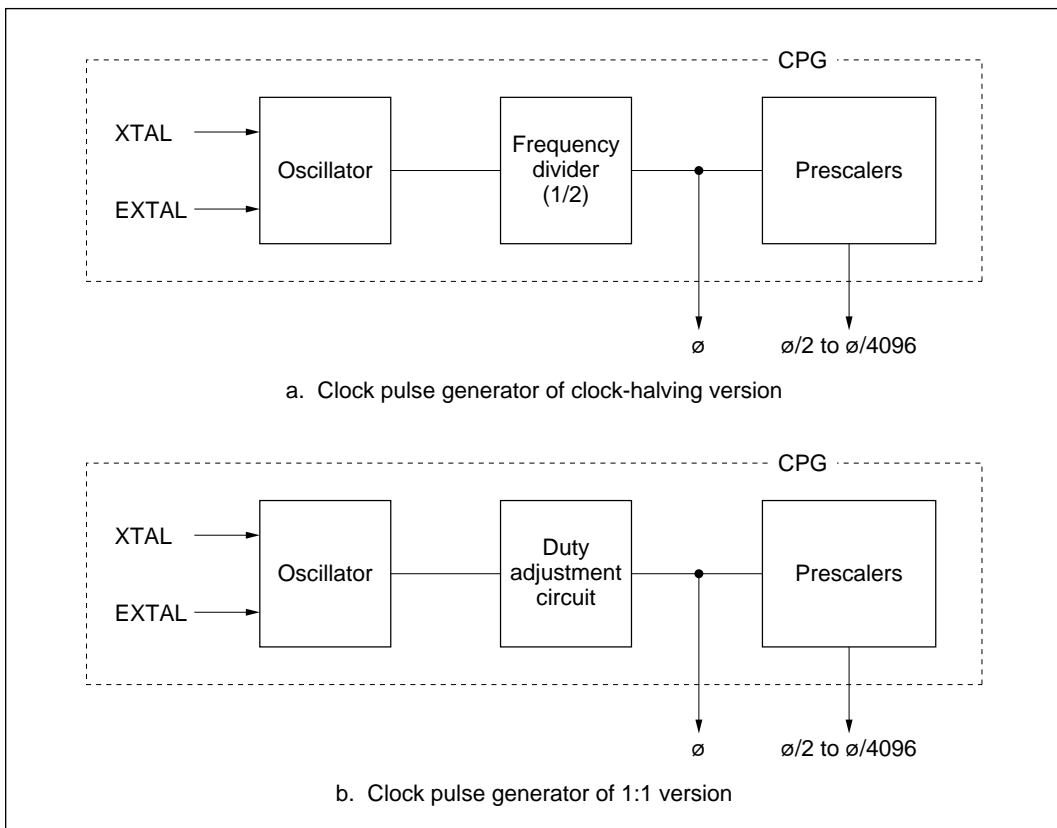 CPG
XTAL
EXTAL
Oscillator
Frequency
divider
(1/2)
Prescalers
ø
ø/2 to ø/4096
a. Clock pulse generator of clock-halving version
CPG
XTAL
EXTAL
Oscillator
Duty
adjustment
circuit
Prescalers
ø
ø/2 to ø/4096
b. Clock pulse generator of 1:1 version